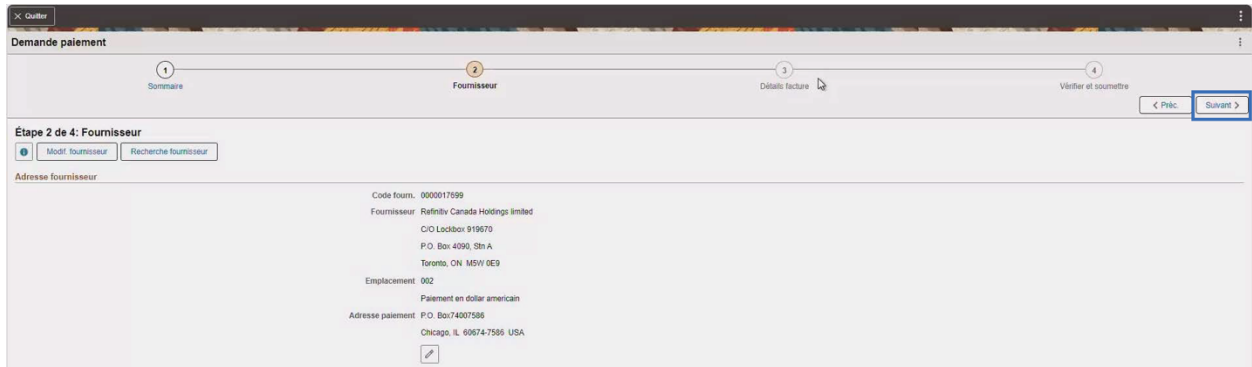 Quitter
Demande paiement
1
2
3
4
Sommaire
Fournisseur
Détails facture
Vérifier et soumettre
Préc.
Suivant
Étape 2 de 4: Fournisseur
Modif. fournisseur
Recherche fournisseur
Adresse fournisseur
Code fourn. 0000017699
Fournisseur Refinitiv Canada Holdings limited
C/O Lockbox 919670
P.O. Box 4090, Stn A
Toronto, ON M5W 0E9
Emplacement 002
Paiement en dollar americain
Adresse paiement P.O. Box74007586
Chicago, IL 60674-7586 USA